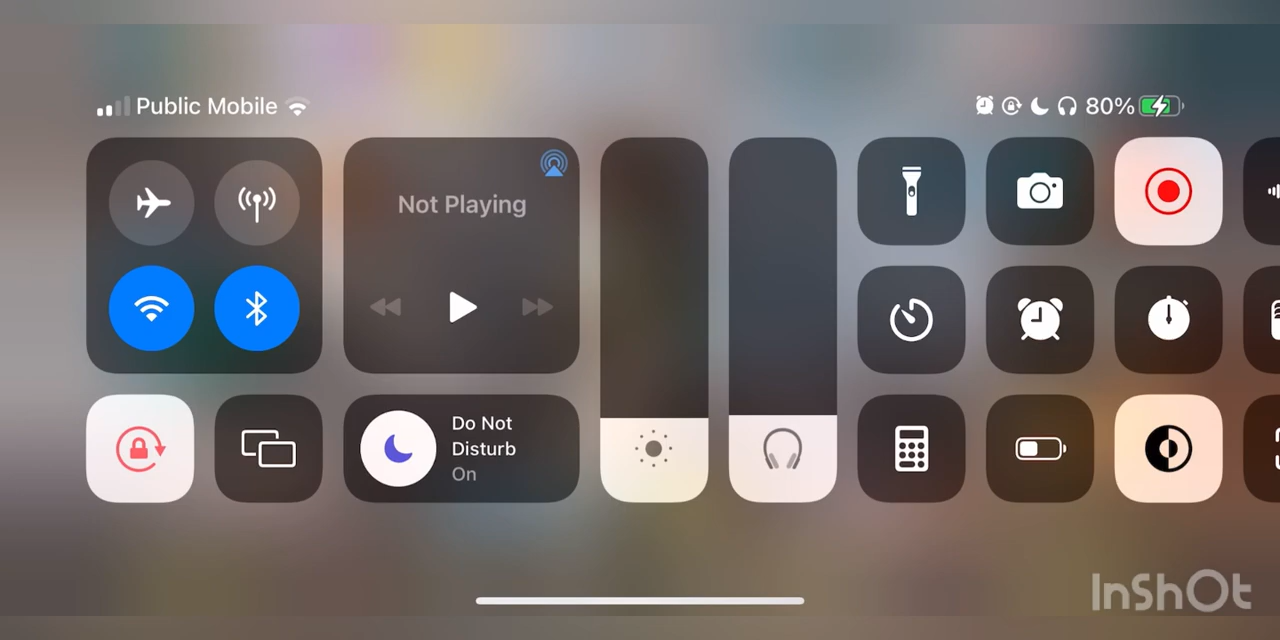 Public Mobile
80%
Not Playing
Do Not
Disturb
On
InShOt